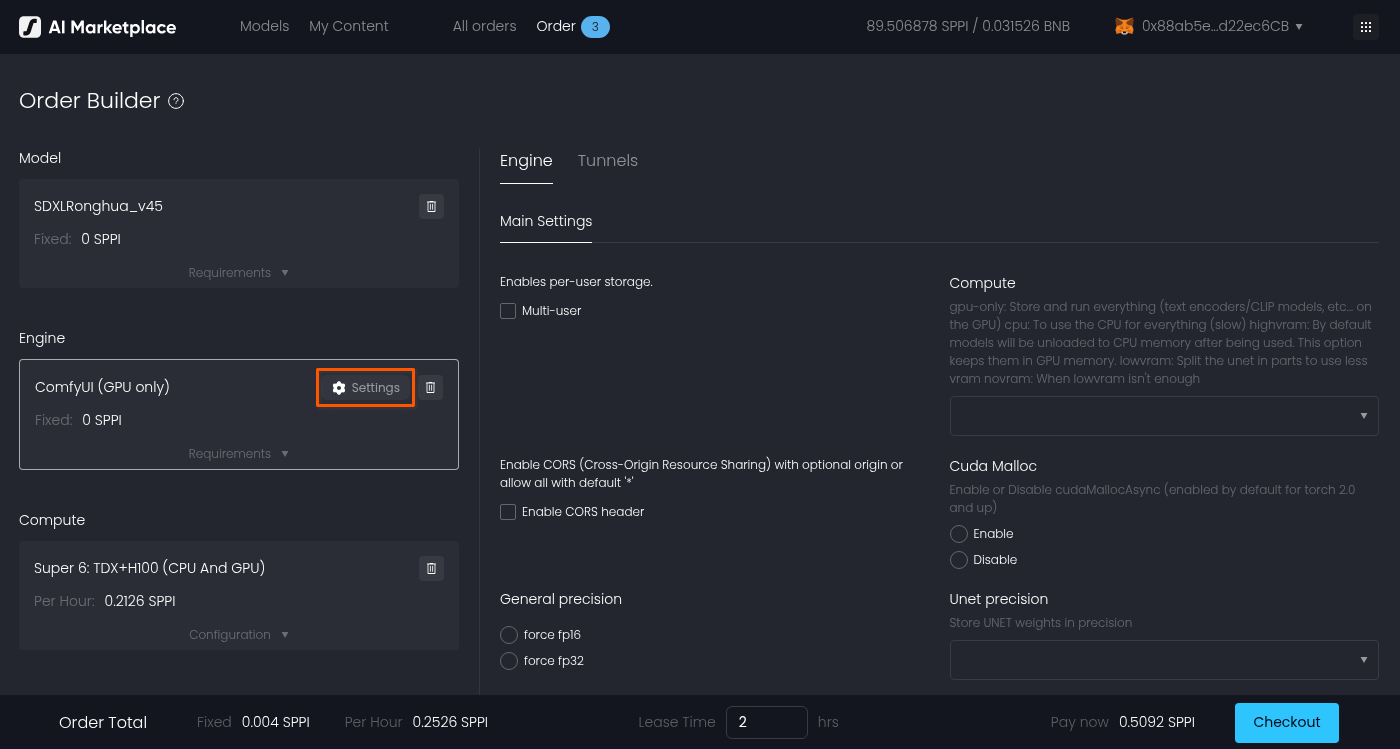 AI Marketplace
Models
My Content
All orders
Order 3
89.506878 SPPI / 0.031526 BNB
0x88ab5e...d22ec6CB
Order Builder ?
Model
SDXLRonghua_v45
Fixed: 0 SPPI
Requirements
Engine
ComfyUI (GPU only)
Settings
Fixed: 0 SPPI
Requirements
Compute
Super 6: TDX+H100 (CPU And GPU)
Per Hour: 0.2126 SPPI
Configuration
Engine
Tunnels
Main Settings
Enables per-user storage.
Multi-user
Compute
gpu-only: Store and run everything (text encoders/CLIP models, etc... on
the GPU) cpu: To use the CPU for everything (slow) highvram: By default
models will be unloaded to CPU memory after being used. This option
keeps them in GPU memory. lowvram: Split the unet in parts to use less
vram novram: When lowvram isn't enough
Enable CORS (Cross-Origin Resource Sharing) with optional origin or
allow all with default '*'
Enable CORS header
Cuda Malloc
Enable or Disable cudaMallocAsync (enabled by default for torch 2.0
and up)
Enable
Disable
General precision
force fp16
force fp32
Unet precision
Store UNET weights in precision
Order Total
Fixed 0.004 SPPI
Per Hour 0.2526 SPPI
Lease Time 2 hrs
Pay now 0.5092 SPPI
Checkout